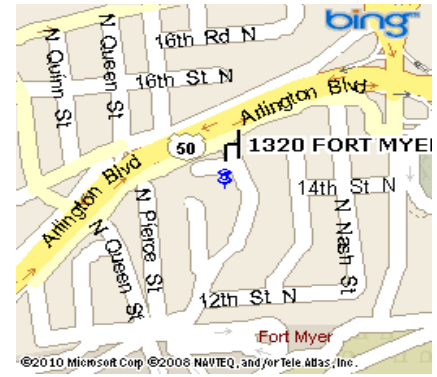 bing
16th Rd N
N Quinn St
N Queen St
16th St N
Arlington Blvd
50
1320 FORT MYE
14th St N
Arlington Blvd
N Pierce St
N Queen St
N Nash St
12th St N
Fort Myer
©2010 Microsoft Corp ©2008 NAVTEQ, and/or Tele Atlas, Inc.